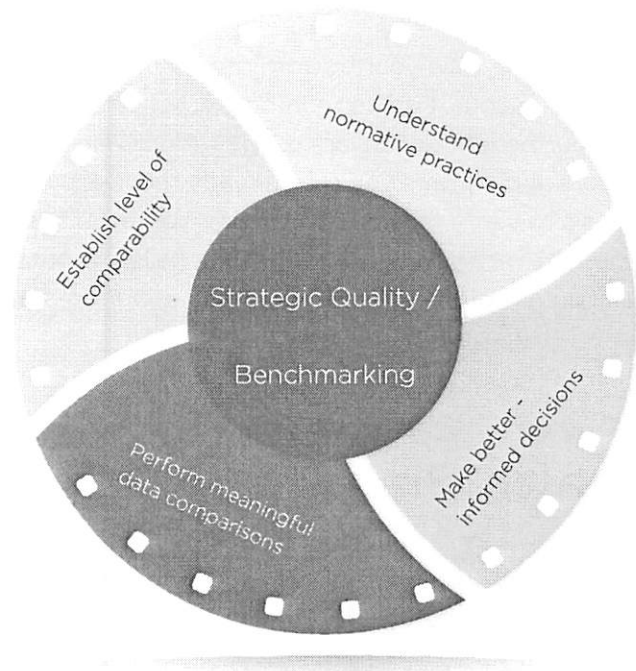 Understand
normative practices
Establish level of
comparability
Strategic Quality /
Benchmarking
Make better -
informed decisions
Perform meaningful
data comparisons